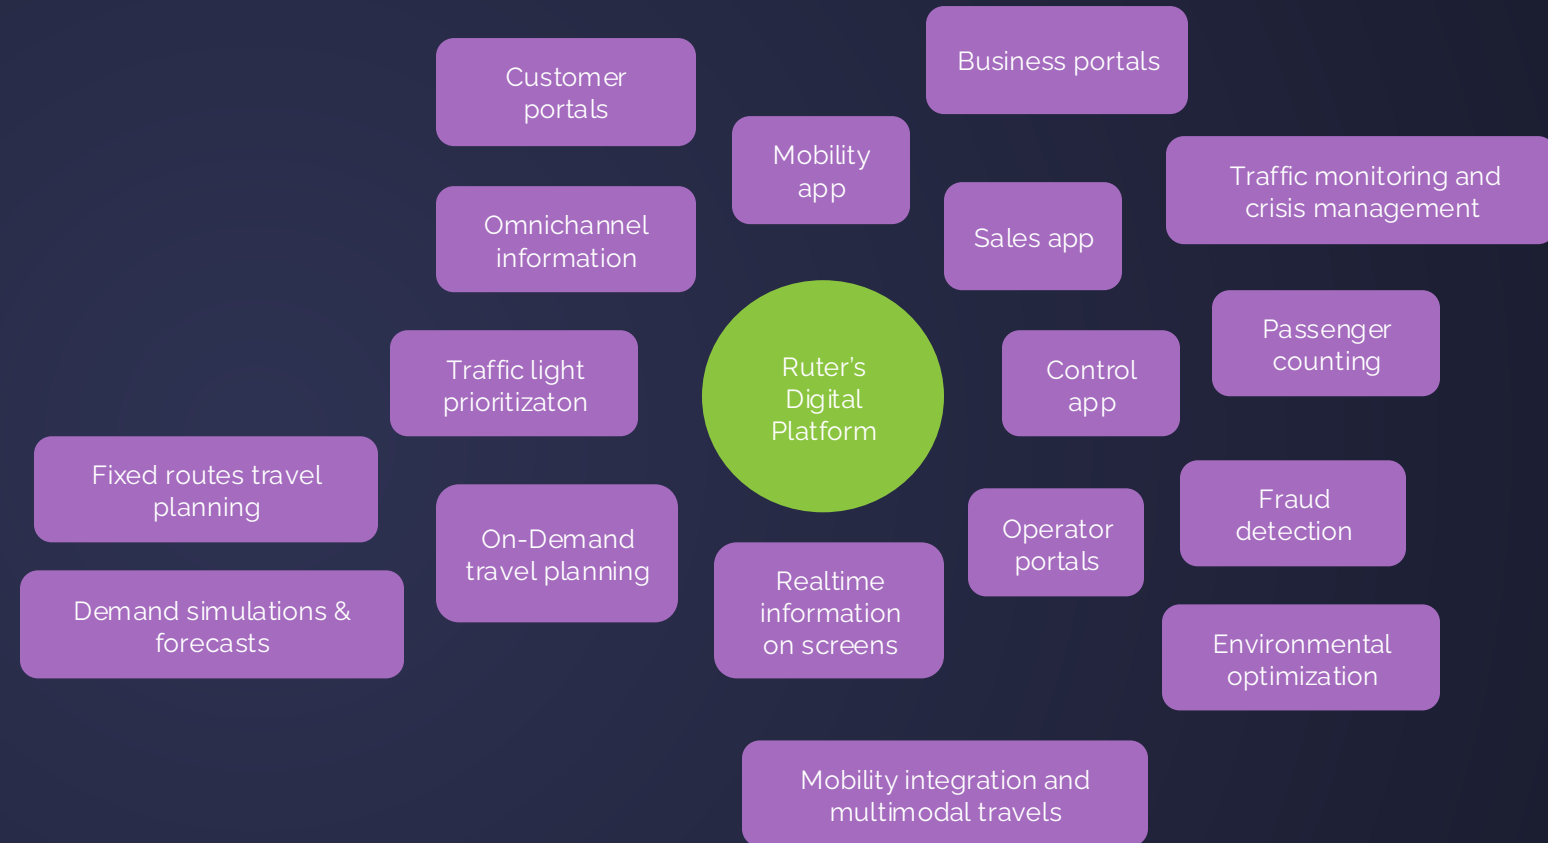 Business portals
Customer
portals
Mobility
app
Traffic monitoring and
crisis management
Omnichannel
information
Sales app
Passenger
counting
Traffic light
prioritizaton
Ruter’s
Digital
Platform
Control
app
Fixed routes travel
planning
On-Demand
travel planning
Operator
portals
Fraud
detection
Demand simulations &
forecasts
Realtime
information
on screens
Environmental
optimization
Mobility integration and
multimodal travels